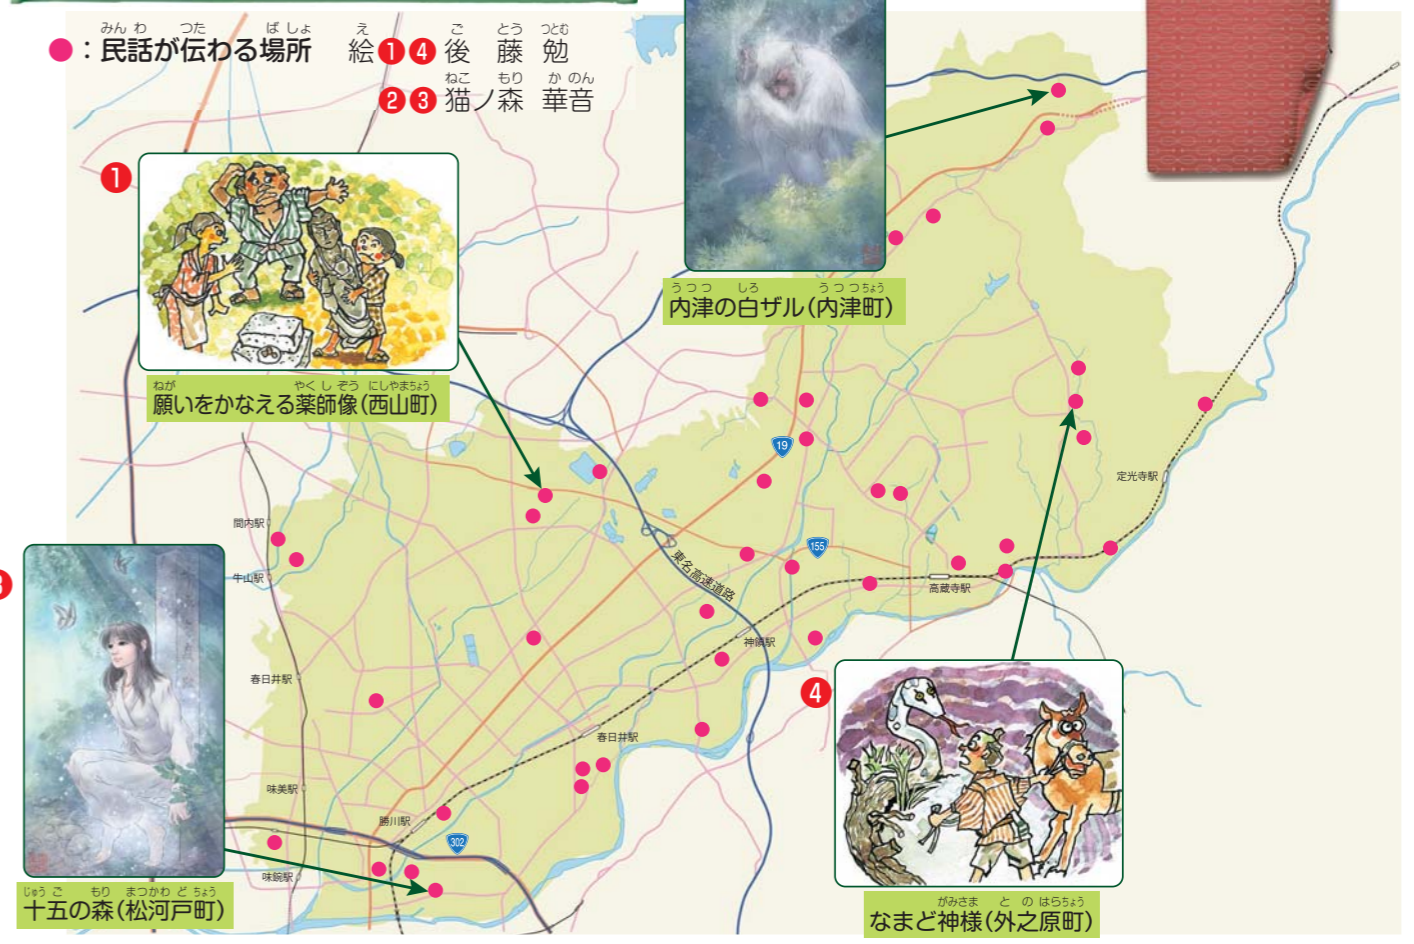 ●：民話が伝わる場所　絵❶❹後　藤　勉
みんわ　つた　ばしょ　え　ご　とう　つとむ
❷❸猫ノ森　華音
ねこ　もり　かのん
❶
願いをかなえる薬師像(西山町)
ねが　やくしぞう　にしやまちょう
内津の白ザル(内津町)
うつつ　しろ　うつつちょう
19
定光寺駅
間内駅
牛山駅
155
東名高速道路
高蔵寺駅
神領駅
春日井駅
春日井駅
味美駅
勝川駅
302
味鋺駅
❸
十五の森(松河戸町)
じゅうご　もり　まつかわどちょう
❹
なまど神様(外之原町)
がみさま　とのはらちょう